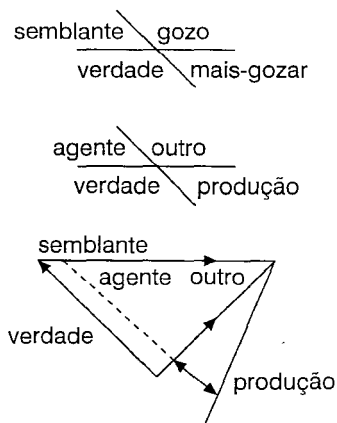 semblante gozo
verdade mais-gozar
agente outro
verdade produção
semblante
agente outro
verdade
produção